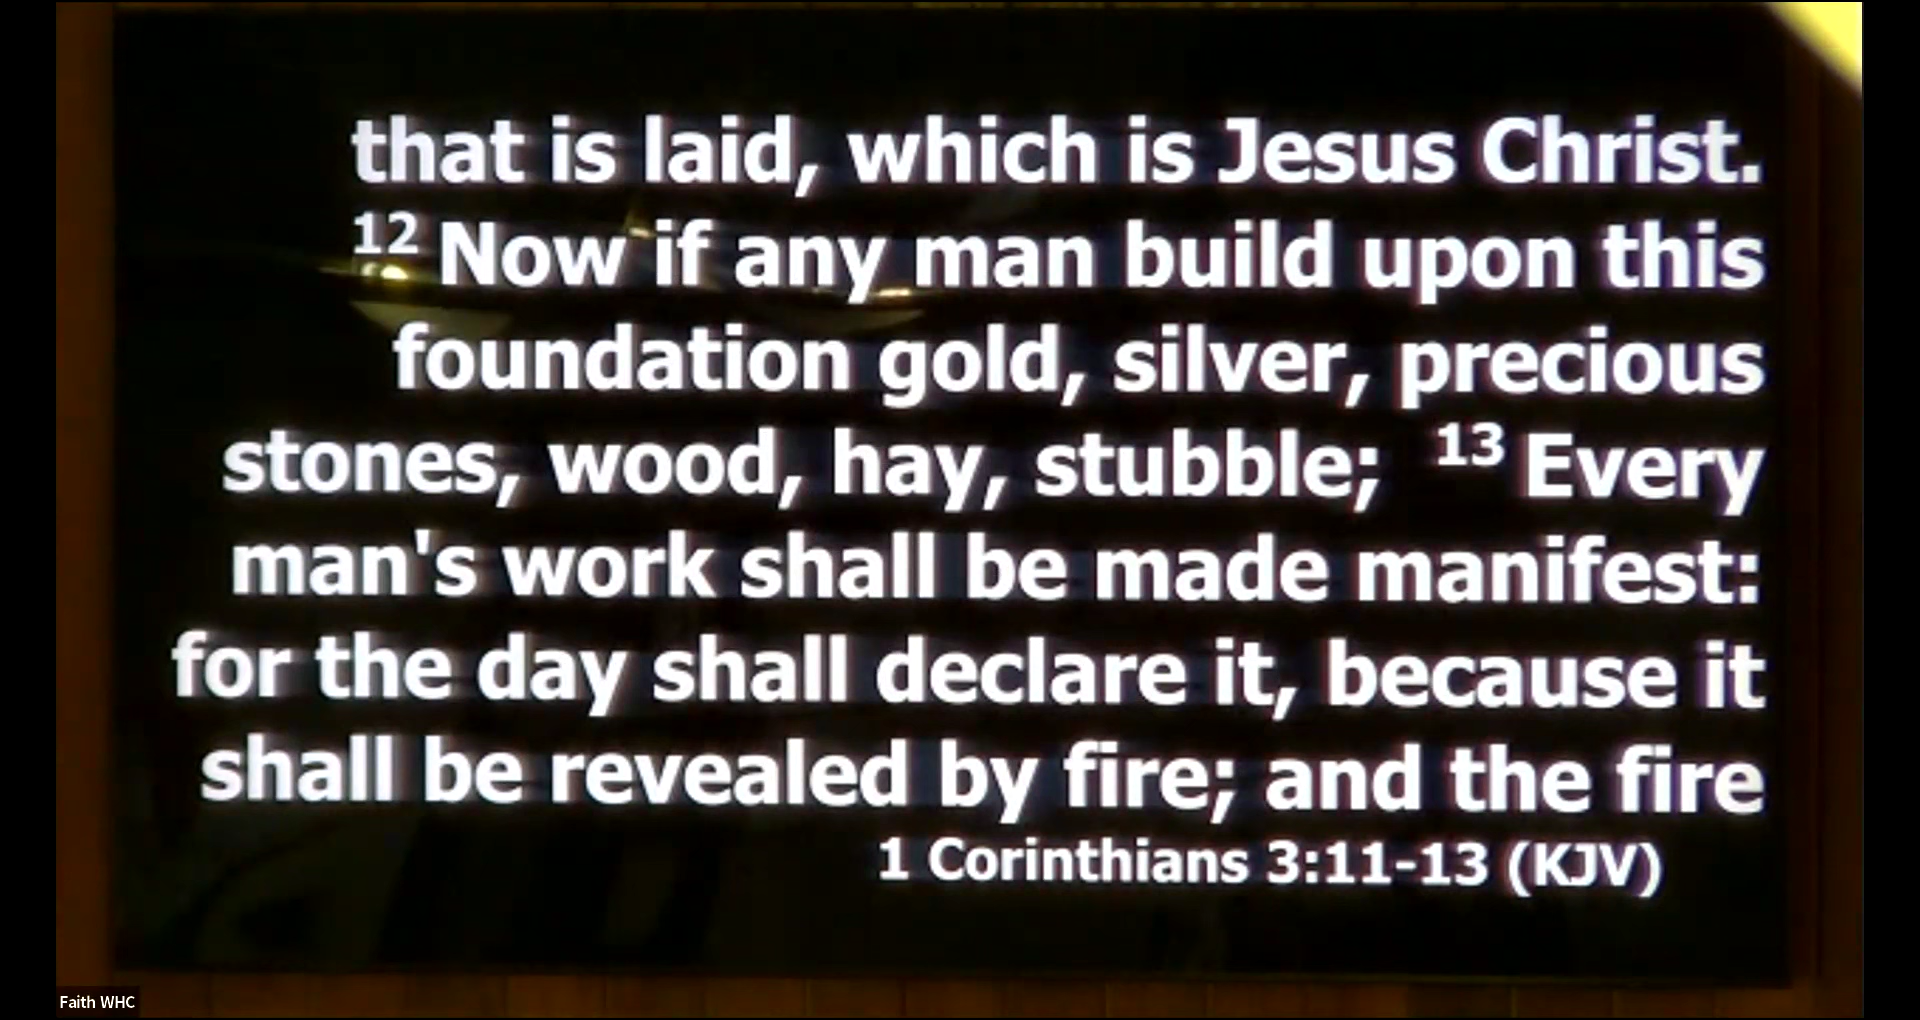 that is laid, which is Jesus Christ.
12 Now if any man build upon this
foundation gold, silver, precious
stones, wood, hay, stubble; 13 Every
man's work shall be made manifest:
for the day shall declare it, because it
shall be revealed by fire; and the fire
1 Corinthians 3:11-13 (KJV)
Faith WHC